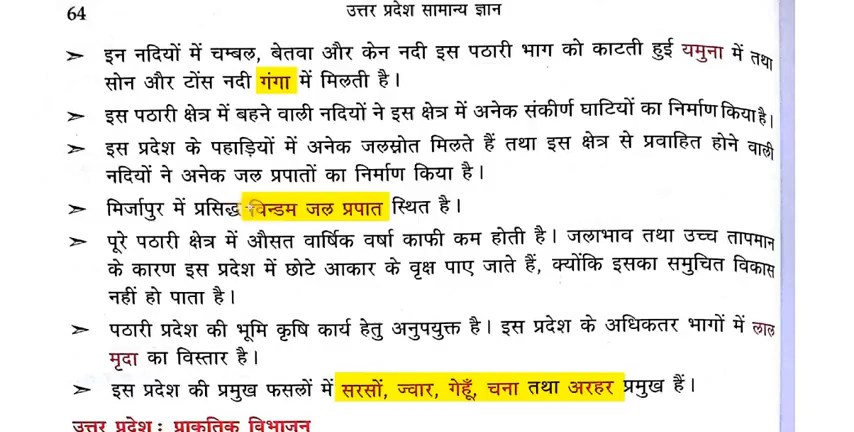 64
उत्तर प्रदेश सामान्य ज्ञान
➢ इन नदियों में चम्बल, बेतवा और केन नदी इस पठारी भाग को काटती हुई यमुना में तथा
सोन और टोंस नदी गंगा में मिलती है।
➢ इस पठारी क्षेत्र में बहने वाली नदियों ने इस क्षेत्र में अनेक संकीर्ण घाटियों का निर्माण किया है।
➢ इस प्रदेश के पहाड़ियों में अनेक जलस्रोत मिलते हैं तथा इस क्षेत्र से प्रवाहित होने वाली
नदियों ने अनेक जल प्रपातों का निर्माण किया है।
➢ मिर्जापुर में प्रसिद्ध विन्डम जल प्रपात स्थित है।
➢ पूरे पठारी क्षेत्र में औसत वार्षिक वर्षा काफी कम होती है। जलाभाव तथा उच्च तापमान
के कारण इस प्रदेश में छोटे आकार के वृक्ष पाए जाते हैं, क्योंकि इसका समुचित विकास
नहीं हो पाता है।
➢ पठारी प्रदेश की भूमि कृषि कार्य हेतु अनुपयुक्त है। इस प्रदेश के अधिकतर भागों में लाल
मृदा का विस्तार है।
➢ इस प्रदेश की प्रमुख फसलों में सरसों, ज्वार, गेहूँ, चना तथा अरहर प्रमुख हैं।
उत्तर प्रदेश : प्राकृतिक विभाजन